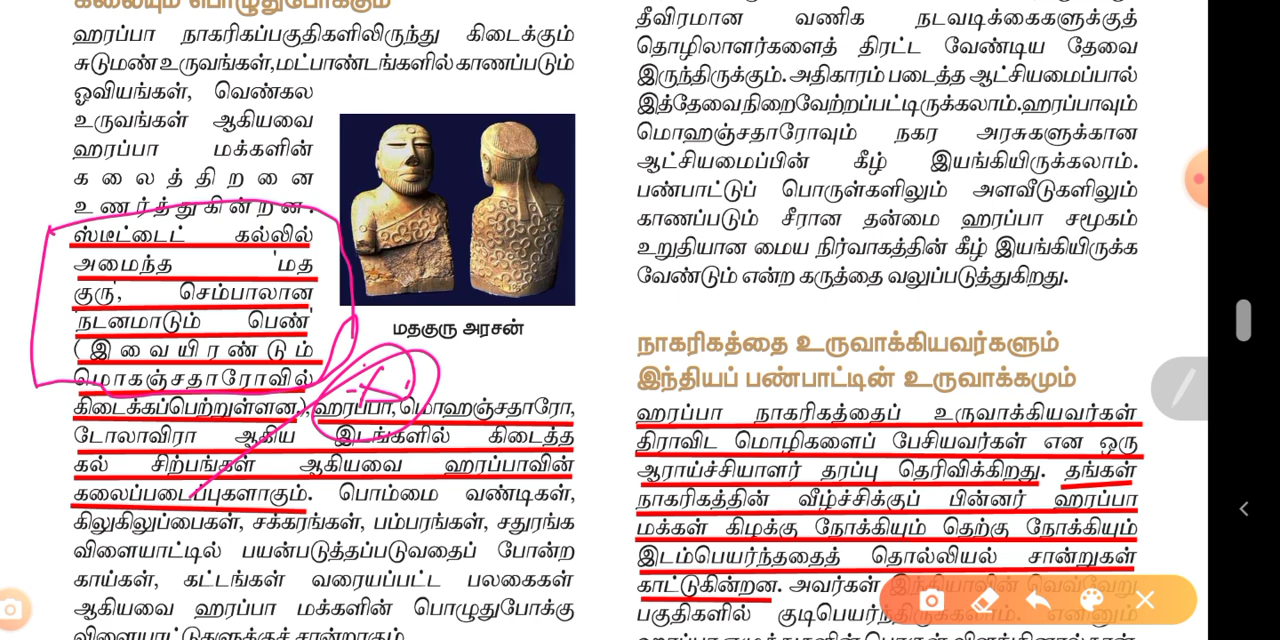 கலையும் பொழுதுபோக்கும்
ஹரப்பா நாகரிகப்பகுதிகளிலிருந்து கிடைக்கும்
சுடுமண் உருவங்கள்,மட்பாண்டங்களில் காணப்படும்
ஓவியங்கள், வெண்கல
உருவங்கள் ஆகியவை
ஹரப்பா மக்களின்
கலைத்திறனை
உணர்த்துகின்றன.
ஸ்டீட்டைட் கல்லில்
அமைந்த 'மத
குரு', செம்பாலான
'நடனமாடும் பெண்'
(இவையிரண்டும்
மொகஞ்சதாரோவில்
கிடைக்கப்பெற்றுள்ளன), ஹரப்பா, மொஹஞ்சதாரோ,
டோலாவிரா ஆகிய இடங்களில் கிடைத்த
கல் சிற்பங்கள் ஆகியவை ஹரப்பாவின்
கலைப்படைப்புகளாகும். பொம்மை வண்டிகள்,
கிலுகிலுப்பைகள், சக்கரங்கள், பம்பரங்கள், சதுரங்க
விளையாட்டில் பயன்படுத்தப்படுவதைப் போன்ற
காய்கள், கட்டங்கள் வரையப்பட்ட பலகைகள்
ஆகியவை ஹரப்பா மக்களின் பொழுதுபோக்கு
விளையாட்டுகளுக்குச் சான்றாகும்.
மதகுரு அரசன்
தீவிரமான வணிக நடவடிக்கைகளுக்குத்
தொழிலாளர்களைத் திரட்ட வேண்டிய தேவை
இருந்திருக்கும். அதிகாரம் படைத்த ஆட்சியமைப்பால்
இத்தேவை நிறைவேற்றப்பட்டிருக்கலாம்.ஹரப்பாவும்
மொஹஞ்சதாரோவும் நகர அரசுகளுக்கான
ஆட்சியமைப்பின் கீழ் இயங்கியிருக்கலாம்.
பண்பாட்டுப் பொருள்களிலும் அளவீடுகளிலும்
காணப்படும் சீரான தன்மை ஹரப்பா சமூகம்
உறுதியான மைய நிர்வாகத்தின் கீழ் இயங்கியிருக்க
வேண்டும் என்ற கருத்தை வலுப்படுத்துகிறது.
நாகரிகத்தை உருவாக்கியவர்களும்
இந்தியப் பண்பாட்டின் உருவாக்கமும்
ஹரப்பா நாகரிகத்தைப் உருவாக்கியவர்கள்
திராவிட மொழிகளைப் பேசியவர்கள் என ஒரு
ஆராய்ச்சியாளர் தரப்பு தெரிவிக்கிறது. தங்கள்
நாகரிகத்தின் வீழ்ச்சிக்குப் பின்னர் ஹரப்பா
மக்கள் கிழக்கு நோக்கியும் தெற்கு நோக்கியும்
இடம்பெயர்ந்ததைத் தொல்லியல் சான்றுகள்
காட்டுகின்றன. அவர்கள் இந்தியாவின் வெவ்வேறு
பகுதிகளில் குடிபெயர்ந்திருக்கலாம். எனினும்